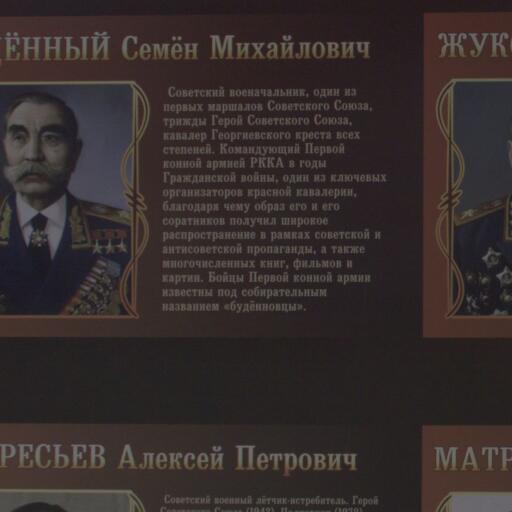 ДЁННЫЙ Семён Михайлович
Советский военачальник, один из
первых маршалов Советского Союза,
трижды Герой Советского Союза,
кавалер Георгиевского креста всех
степеней. Командующий Первой
конной армией РККА в годы
Гражданской войны, один из ключевых
организаторов красной кавалерии,
благодаря чему образ его и его
соратников получил широкое
распространение в рамках советской и
антисоветской пропаганды, а также
многочисленных книг, фильмов и
картин. Бойцы Первой конной армии
известны под собирательным
названием «будённовцы».
ЖУК
РЕСЬЕВ Алексей Петрович
Советский военный лётчик-истребитель. Герой
МАТР